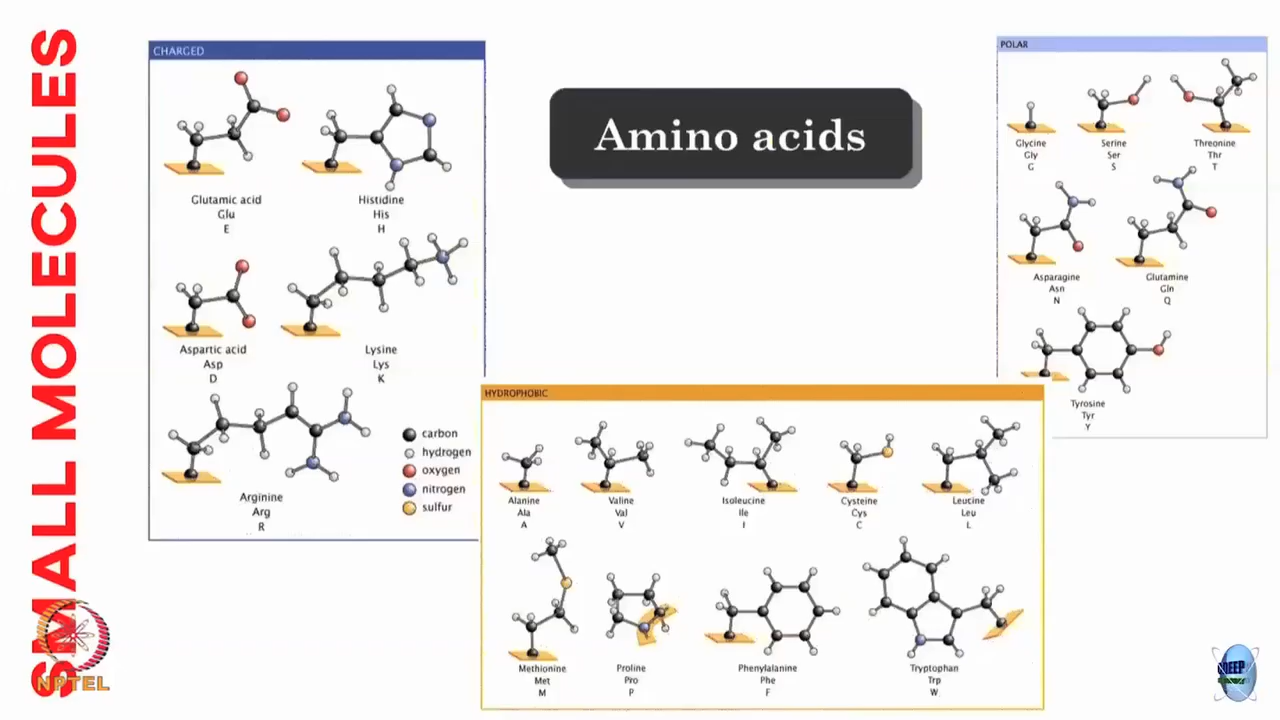 SMALL MOLECULES
CHARGED
Glutamic acid
Glu
E
Histidine
His
H
Aspartic acid
Asp
D
Lysine
Lys
K
Arginine
Arg
R
carbon
hydrogen
oxygen
nitrogen
sulfur
Amino acids
POLAR
Glycine
Gly
G
Serine
Ser
S
Threonine
Thr
T
Asparagine
Asn
N
Glutamine
Gln
Q
Tyrosine
Tyr
Y
HYDROPHOBIC
Alanine
Ala
A
Valine
Val
V
Isoleucine
Ile
I
Cysteine
Cys
C
Leucine
Leu
L
Methionine
Met
M
Proline
Pro
P
Phenylalanine
Phe
F
Tryptophan
Trp
W
NPTEL